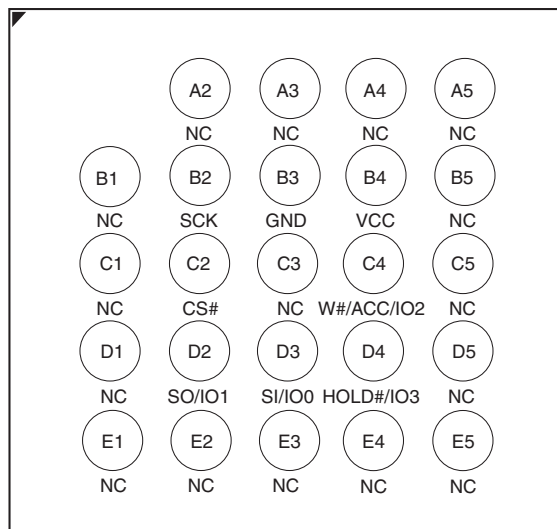 A2 A3 A4 A5
NC NC NC NC
B1 B2 B3 B4 B5
NC SCK GND VCC NC
C1 C2 C3 C4 C5
NC CS# NC W#/ACC/IO2 NC
D1 D2 D3 D4 D5
NC SO/IO1 SI/IO0 HOLD#/IO3 NC
E1 E2 E3 E4 E5
NC NC NC NC NC